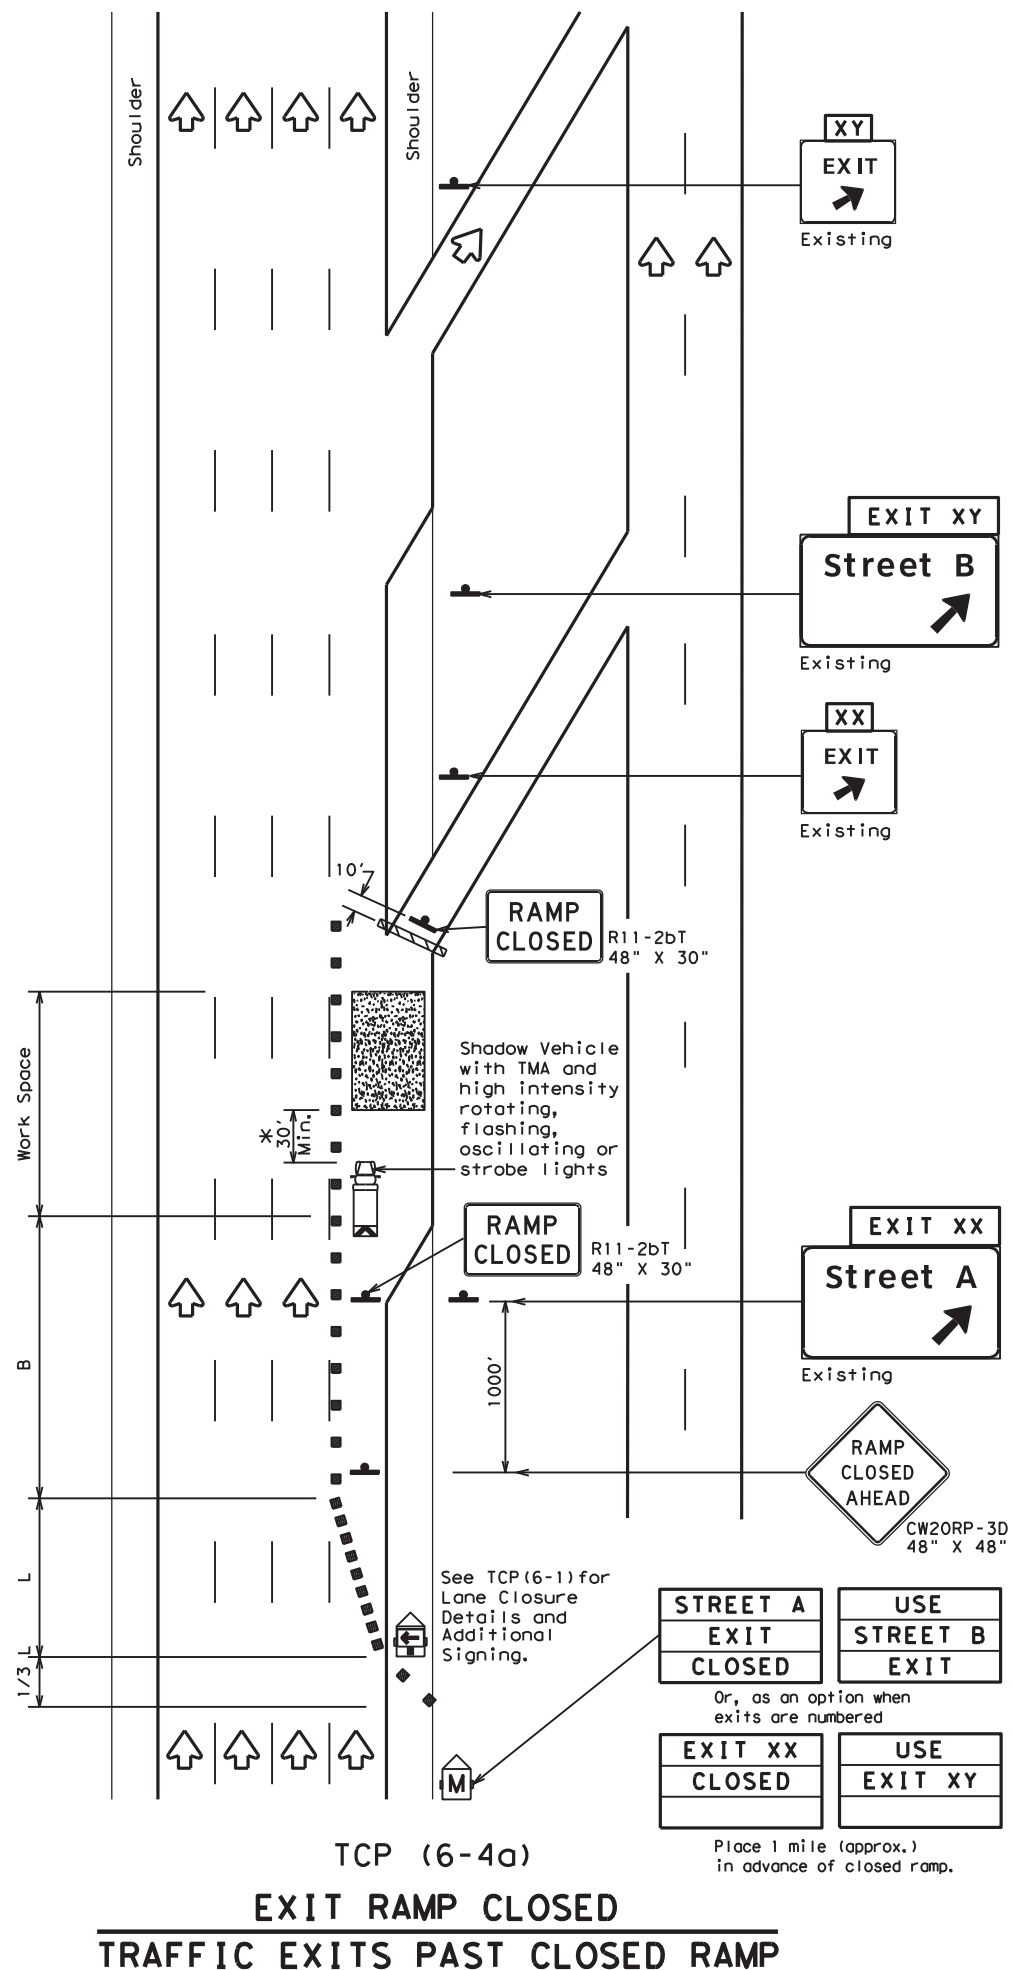 Shoulder
Shoulder
XY
EXIT
Existing
EXIT XY
Street B
Existing
XX
EXIT
Existing
10'
RAMP
CLOSED
R11-2bT
48" X 30"
Work Space
Shadow Vehicle
with TMA and
high intensity
rotating,
flashing,
oscillating or
strobe lights
*
30'
Min.
RAMP
CLOSED
R11-2bT
48" X 30"
EXIT XX
Street A
Existing
B
1000'
RAMP
CLOSED
AHEAD
CW20RP-3D
48" X 48"
L
1/3 L
See TCP(6-1)for
Lane Closure
Details and
Additional
Signing.
STREET A
EXIT
CLOSED
USE
STREET B
EXIT
Or, as an option when
exits are numbered
EXIT XX
CLOSED
USE
EXIT XY
M
Place 1 mile (approx.)
in advance of closed ramp.
TCP (6-4a)
EXIT RAMP CLOSED
TRAFFIC EXITS PAST CLOSED RAMP